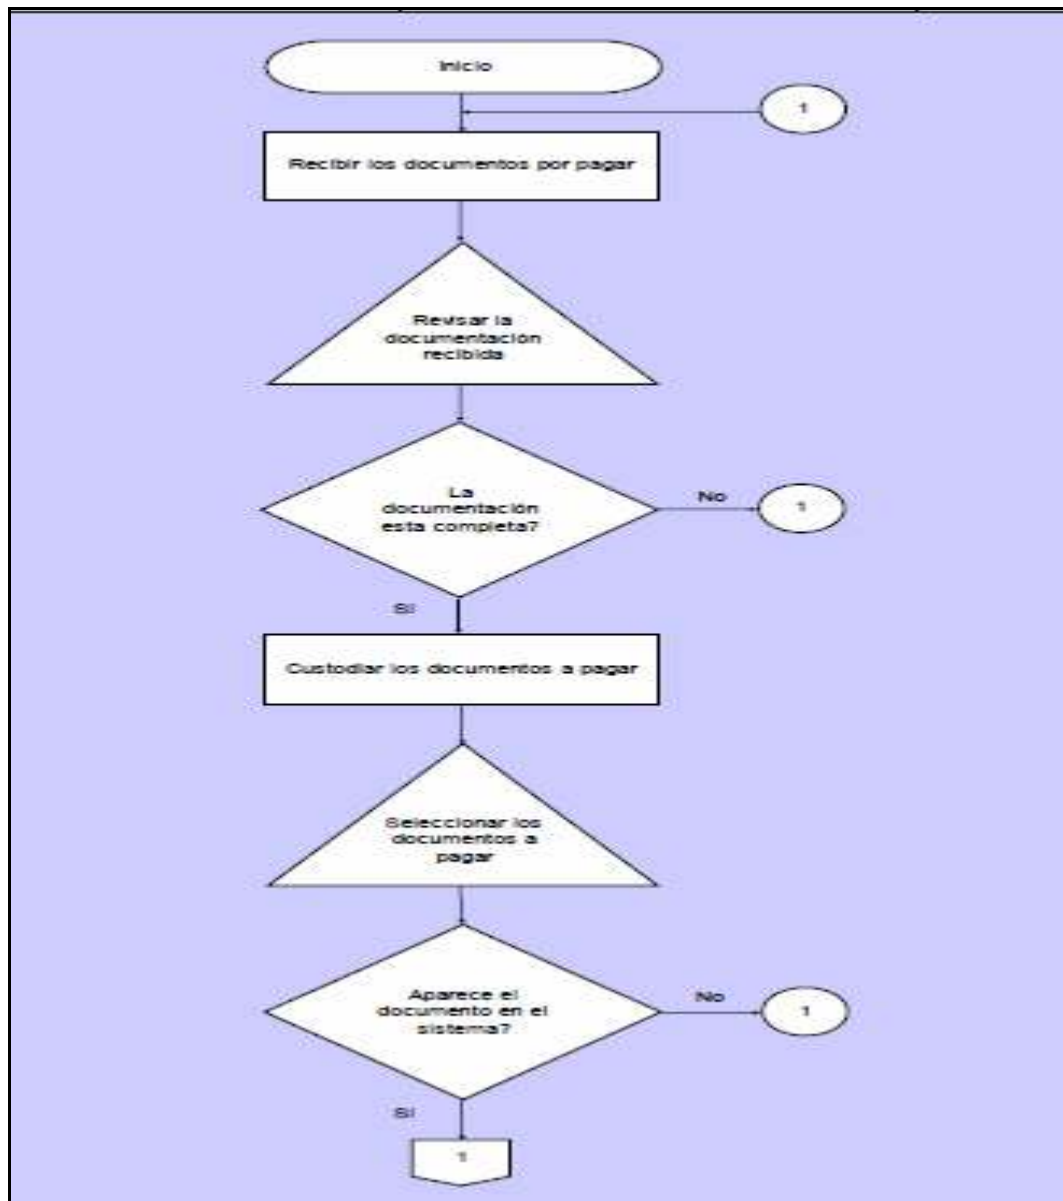 Inicio
1
Recibir los documentos por pagar
Revisar la
documentación
recibida
La
documentación
esta completa?
No
1
Si
Custodiar los documentos a pagar
Seleccionar los
documentos a
pagar
Aparece el
documento en el
sistema?
No
1
Si
1